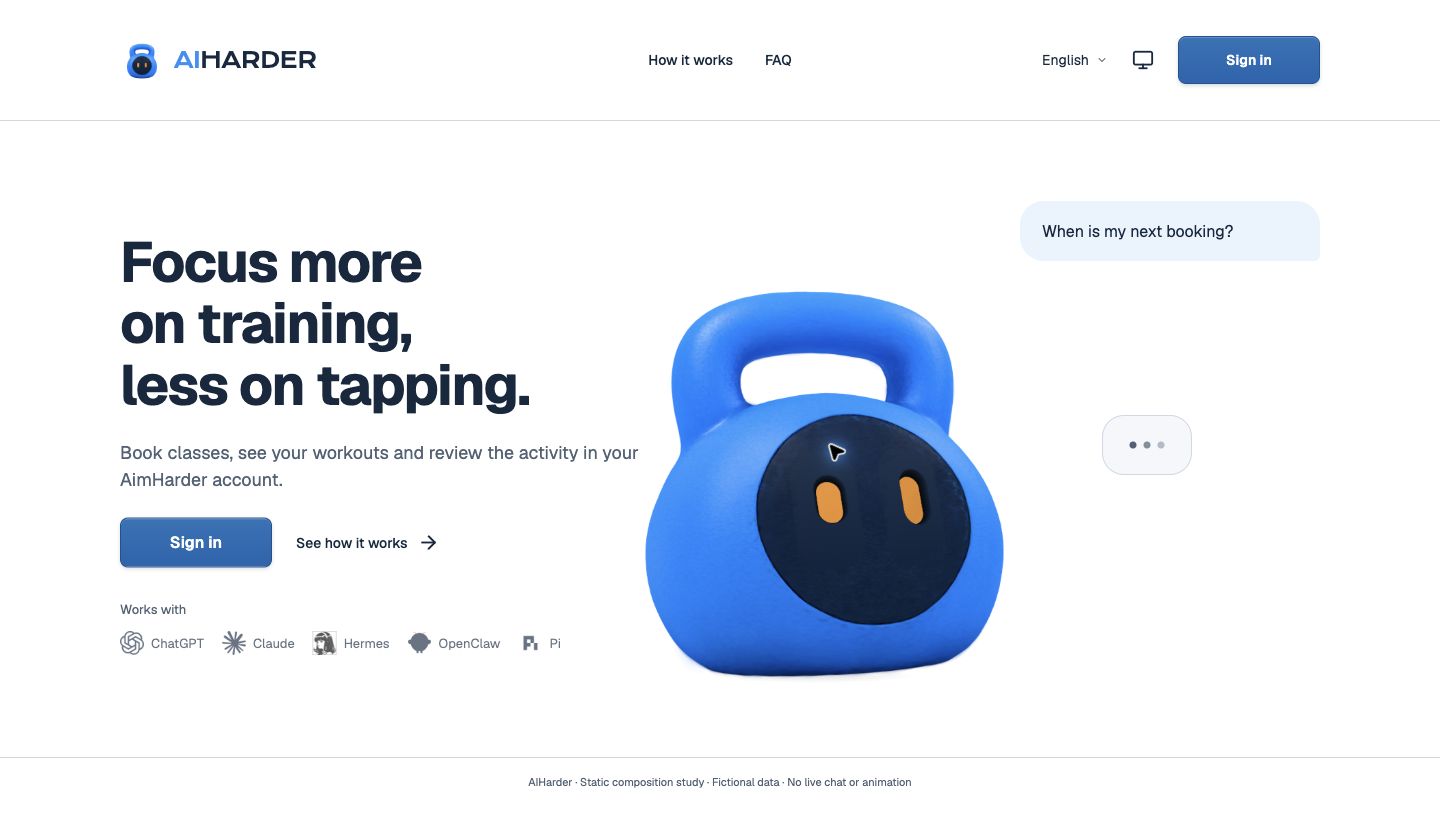 AIHARDER
How it works
FAQ
English
Sign in
When is my next booking?
Focus more
on training,
less on tapping.
Book classes, see your workouts and review the activity in your
AimHarder account.
Sign in
See how it works
Works with
ChatGPT
Claude
Hermes
OpenClaw
Pi
AIHarder · Static composition study · Fictional data · No live chat or animation